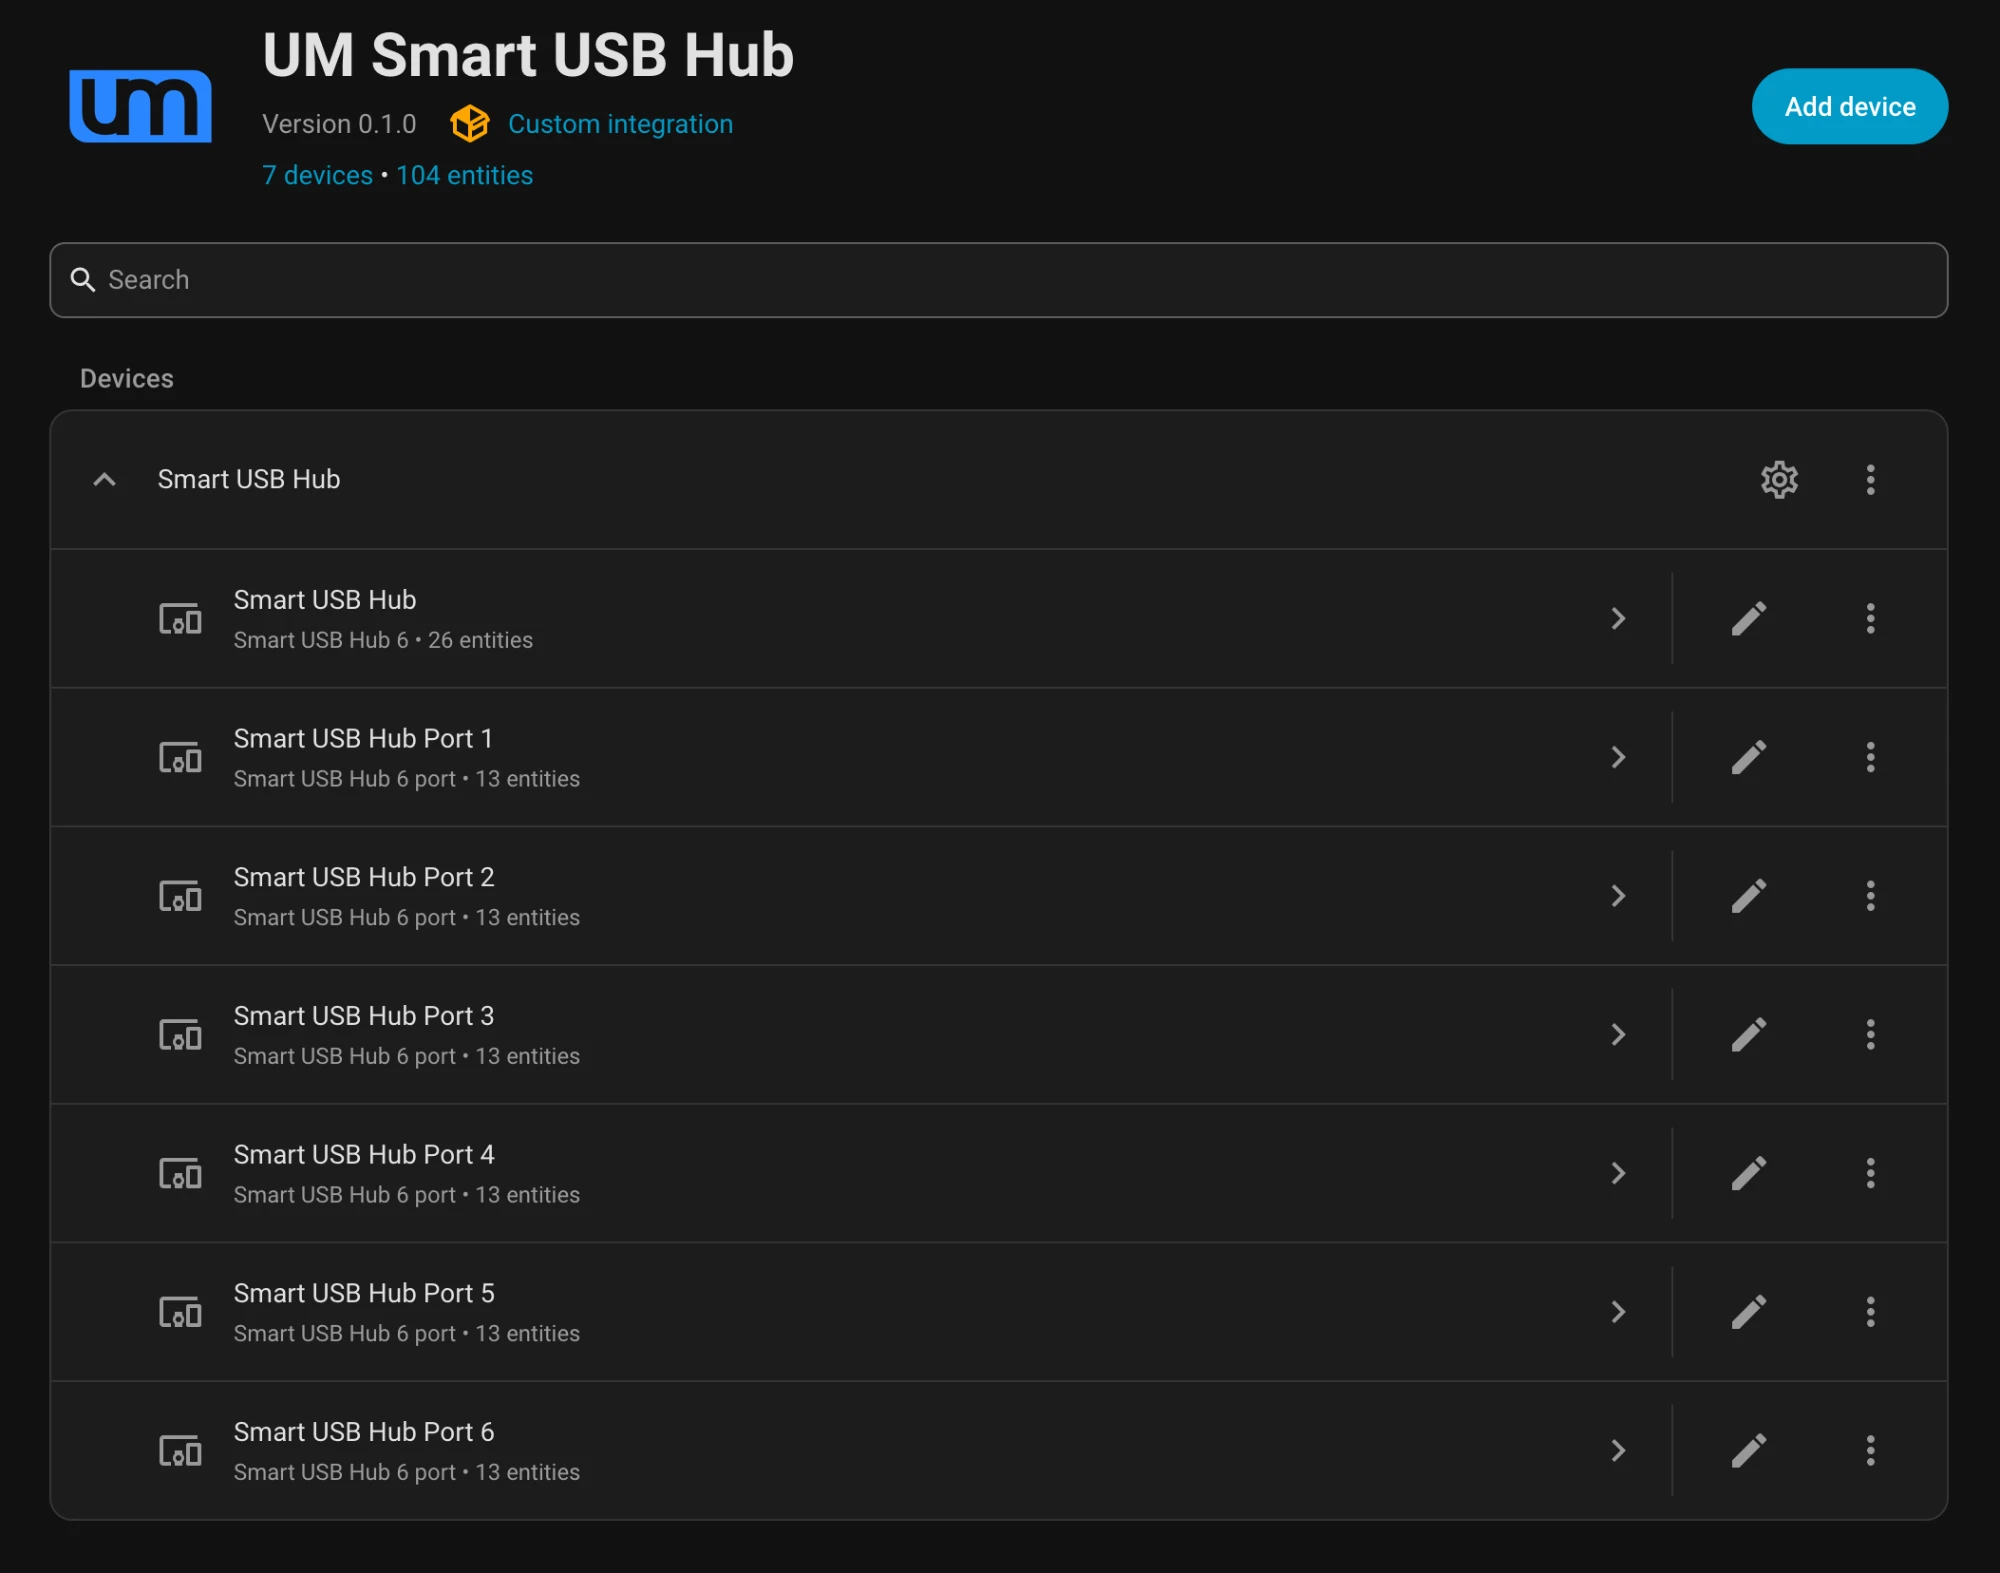 um
UM Smart USB Hub
Version 0.1.0 Custom integration
7 devices • 104 entities
Add device
Search
Devices
Smart USB Hub
Smart USB Hub
Smart USB Hub 6 • 26 entities
Smart USB Hub Port 1
Smart USB Hub 6 port • 13 entities
Smart USB Hub Port 2
Smart USB Hub 6 port • 13 entities
Smart USB Hub Port 3
Smart USB Hub 6 port • 13 entities
Smart USB Hub Port 4
Smart USB Hub 6 port • 13 entities
Smart USB Hub Port 5
Smart USB Hub 6 port • 13 entities
Smart USB Hub Port 6
Smart USB Hub 6 port • 13 entities